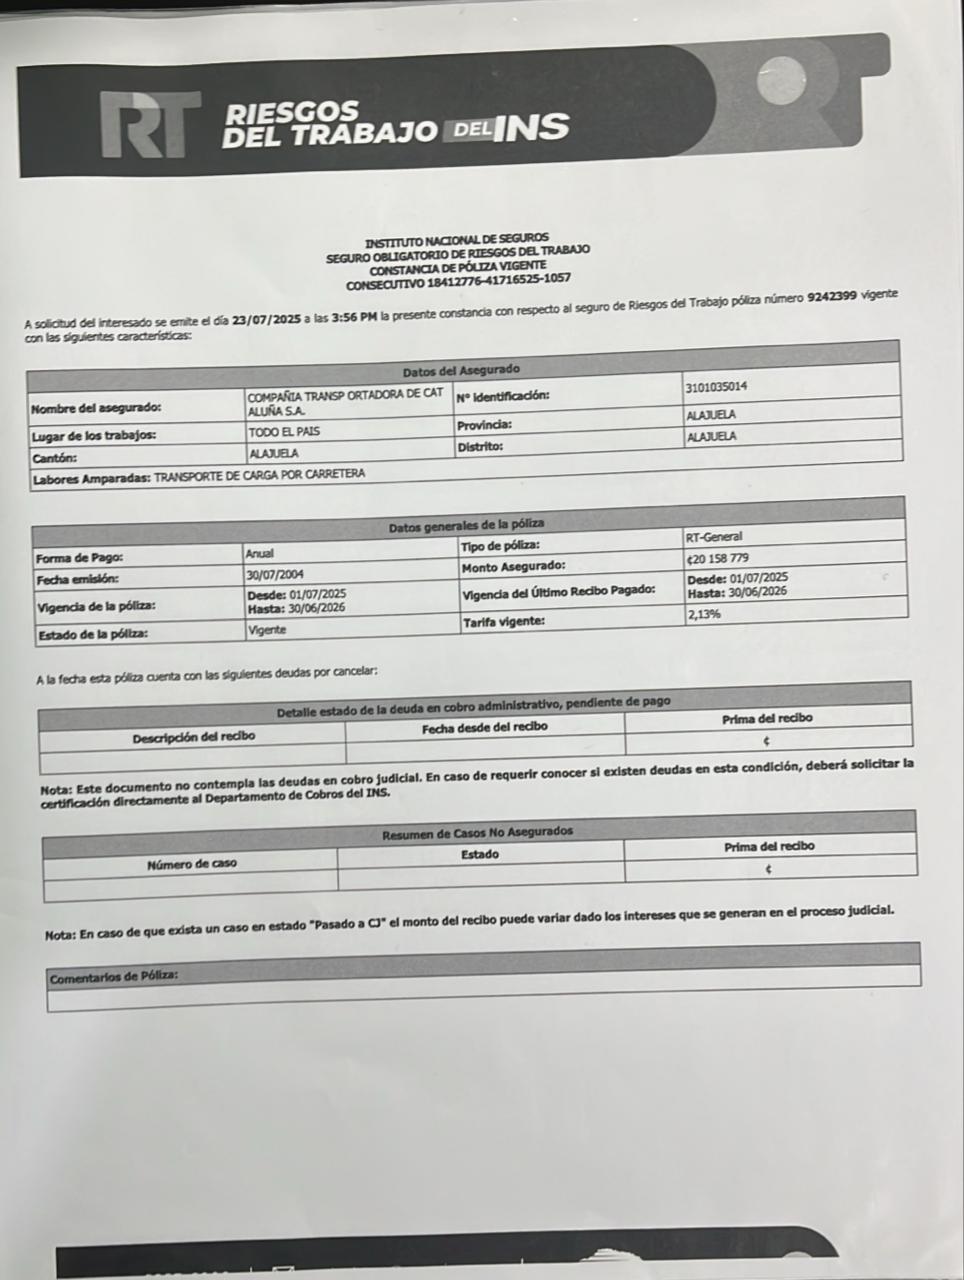 RT RIESGOS
DEL TRABAJO DEL INS
INSTITUTO NACIONAL DE SEGUROS
SEGURO OBLIGATORIO DE RIESGOS DEL TRABAJO
CONSTANCIA DE PÓLIZA VIGENTE
CONSECUTIVO 18412776-41716525-1057
A solicitud del interesado se emite el día 23/07/2025 a las 3:56 PM la presente constancia con respecto al seguro de Riesgos del Trabajo póliza número 9242399 vigente
con las siguientes características:
Datos del Asegurado
Nombre del asegurado: COMPAÑIA TRANSP ORTADORA DE CAT ALUÑA S.A. Nº Identificación: 3101035014
Lugar de los trabajos: TODO EL PAIS Provincia: ALAJUELA
Cantón: ALAJUELA Distrito: ALAJUELA
Labores Amparadas: TRANSPORTE DE CARGA POR CARRETERA
Datos generales de la póliza
Forma de Pago: Anual Tipo de póliza: RT-General
Fecha emisión: 30/07/2004 Monto Asegurado: ¢20 158 779
Vigencia de la póliza: Desde: 01/07/2025 Hasta: 30/06/2026 Vigencia del Último Recibo Pagado: Desde: 01/07/2025 Hasta: 30/06/2026
Estado de la póliza: Vigente Tarifa vigente: 2,13%
A la fecha esta póliza cuenta con las siguientes deudas por cancelar:
Detalle estado de la deuda en cobro administrativo, pendiente de pago
Descripción del recibo Fecha desde del recibo Prima del recibo
¢
Nota: Este documento no contempla las deudas en cobro judicial. En caso de requerir conocer si existen deudas en esta condición, deberá solicitar la
certificación directamente al Departamento de Cobros del INS.
Resumen de Casos No Asegurados
Número de caso Estado Prima del recibo
¢
Nota: En caso de que exista un caso en estado "Pasado a CJ" el monto del recibo puede variar dado los intereses que se generan en el proceso judicial.
Comentarios de Póliza: